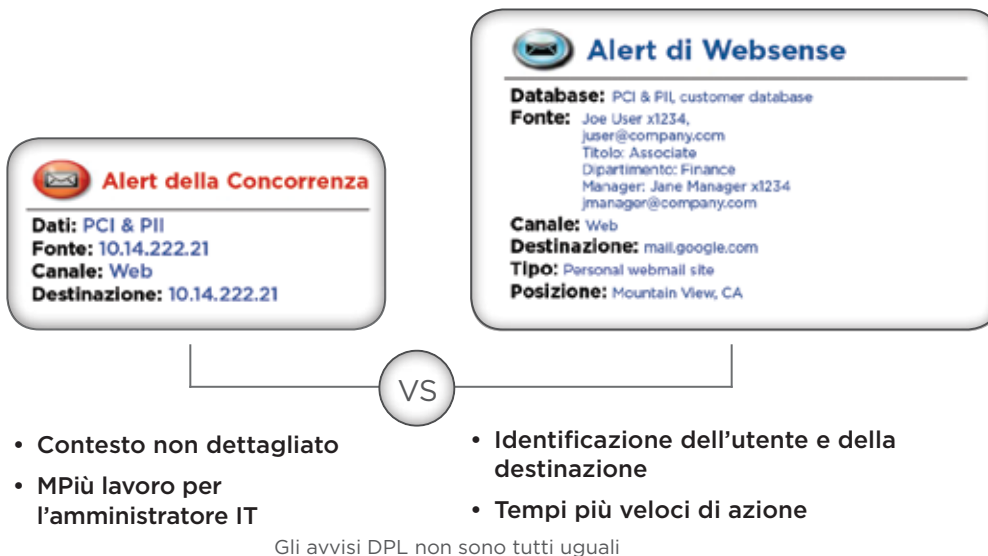 Alert della Concorrenza
Dati: PCI & PII
Fonte: 10.14.222.21
Canale: Web
Destinazione: 10.14.222.21
Alert di Websense
Database: PCI & PII, customer database
Fonte: Joe User x1234,
juser@company.com
Titolo: Associate
Dipartimento: Finance
Manager: Jane Manager x1234
jmanager@company.com
Canale: Web
Destinazione: mail.google.com
Tipo: Personal webmail site
Posizione: Mountain View, CA
VS
• Contesto non dettagliato
• MPiù lavoro per
l'amministratore IT
• Identificazione dell'utente e della
destinazione
• Tempi più veloci di azione
Gli avvisi DPL non sono tutti uguali